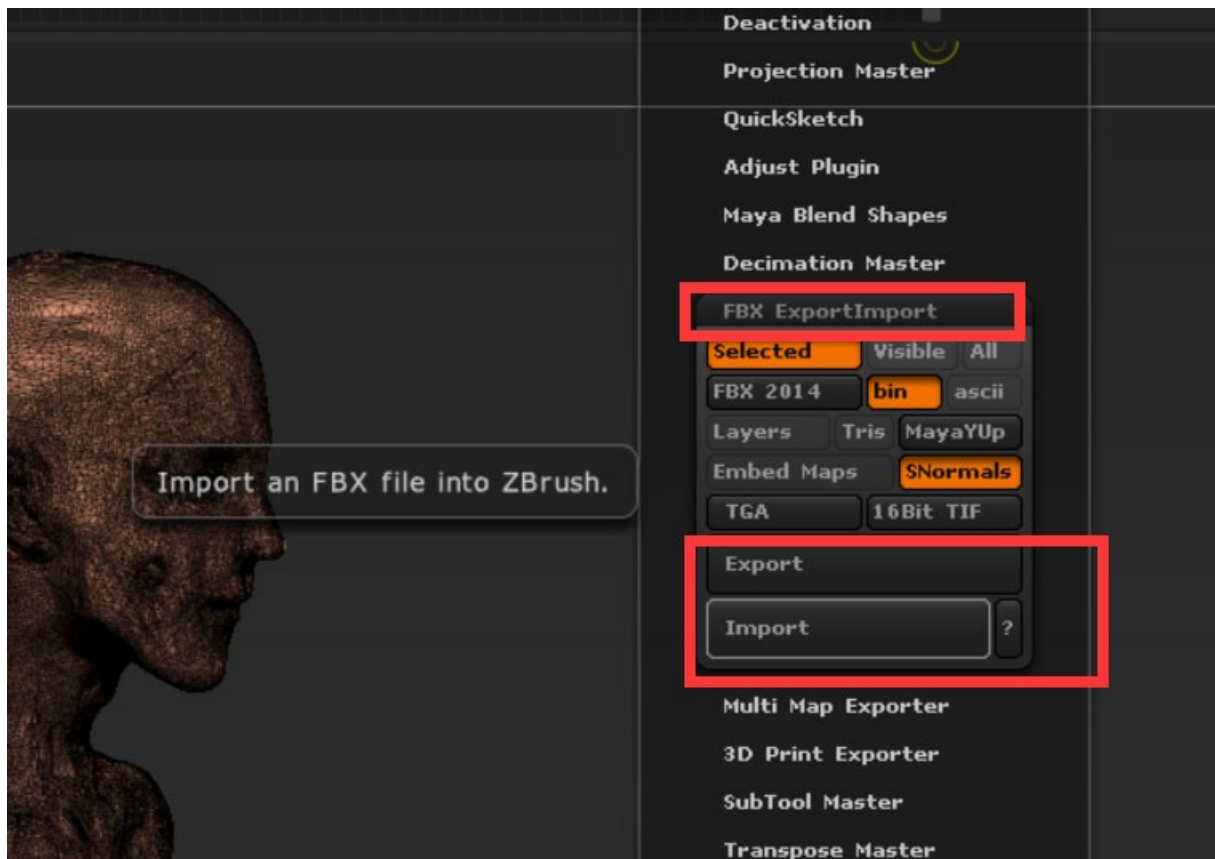 Deactivation
Projection Master
QuickSketch
Adjust Plugin
Maya Blend Shapes
Decimation Master
FBX ExportImport
Selected Visible All
FBX 2014 bin ascii
Layers Tris MayaYUp
Import an FBX file into ZBrush.
Embed Maps SNormals
TGA 16Bit TIF
Export
Import ?
Multi Map Exporter
3D Print Exporter
SubTool Master
Transpose Master